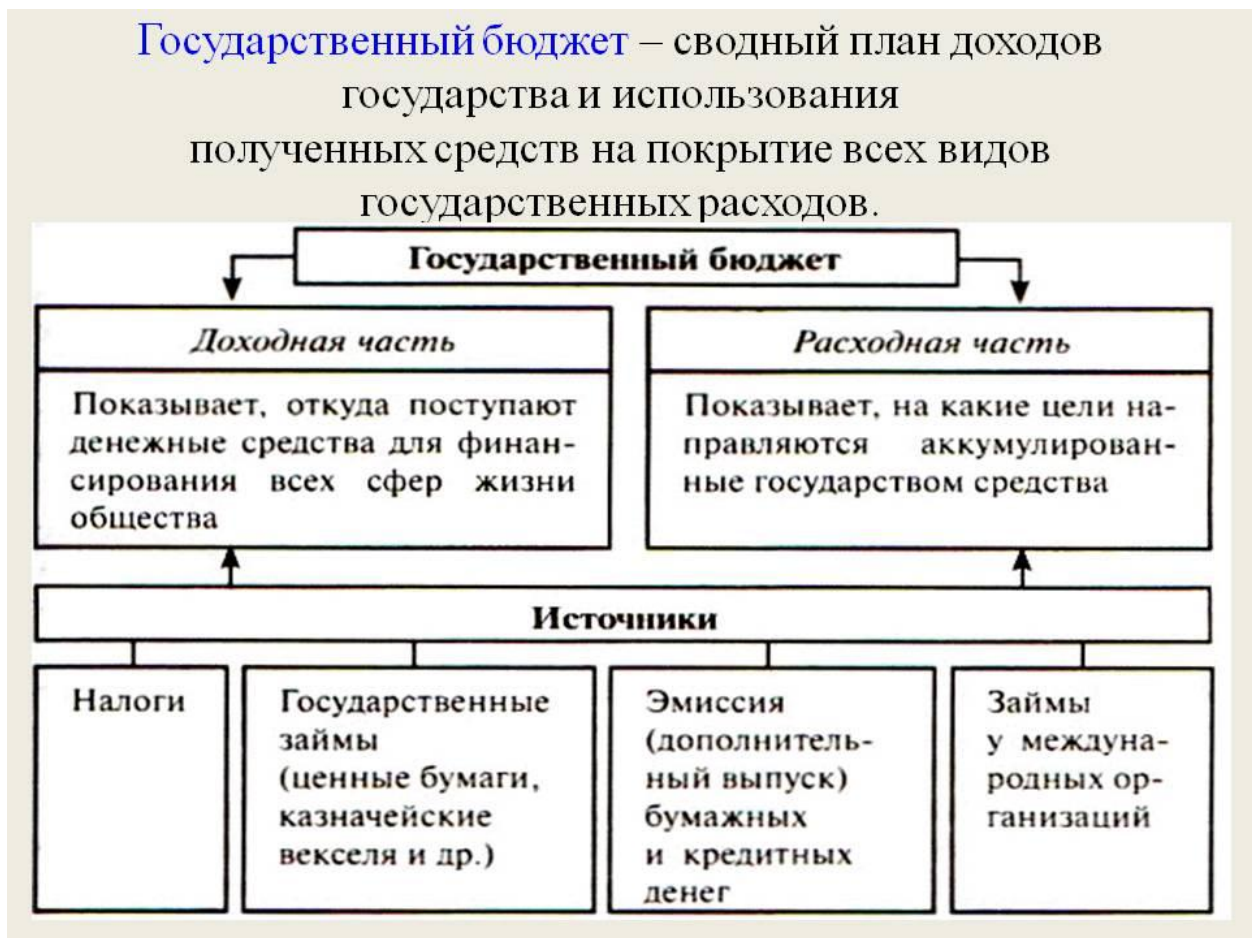 Государственный бюджет – сводный план доходов
государства и использования
полученных средств на покрытие всех видов
государственных расходов.
Государственный бюджет
Доходная часть
Показывает, откуда поступают
денежные средства для финан-
сирования всех сфер жизни
общества
Расходная часть
Показывает, на какие цели на-
правляются аккумулирован-
ные государством средства
Источники
Налоги
Государственные
займы
(ценные бумаги,
казначейские
векселя и др.)
Эмиссия
(дополнитель-
ный выпуск)
бумажных
и кредитных
денег
Займы
у междуна-
родных ор-
ганизаций